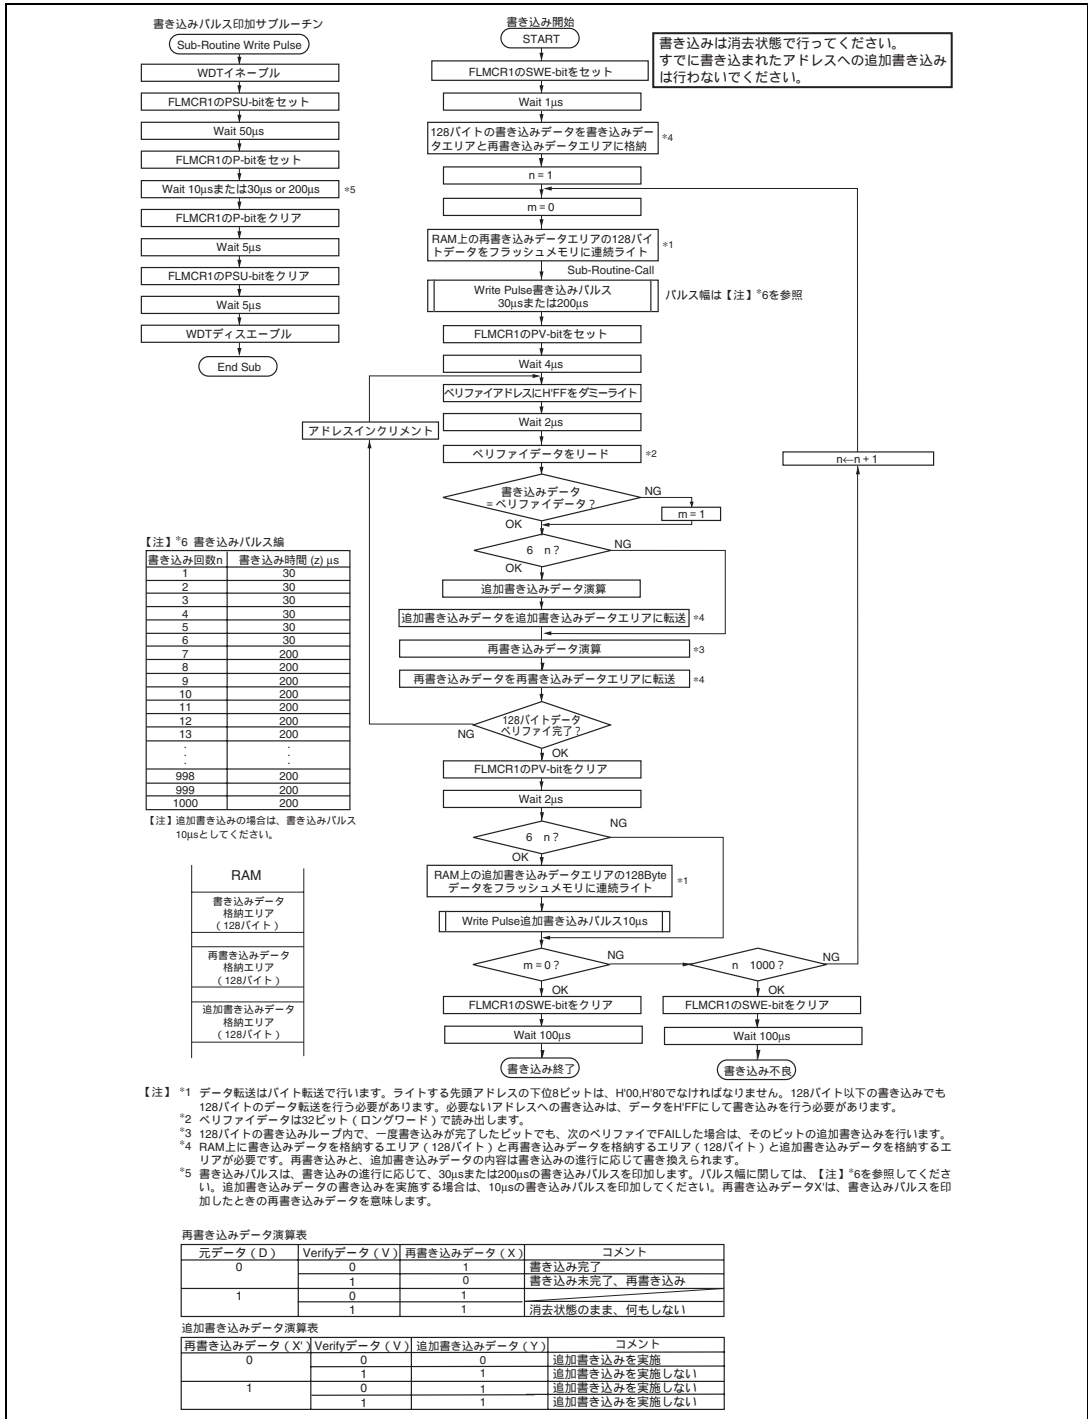 書き込みパルス印加サブルーチン
Sub-Routine Write Pulse
WDTイネーブル
FLMCR1のPSU-bitをセット
Wait 50μs
FLMCR1のP-bitをセット
Wait 10μsまたは30μs or 200μs *5
FLMCR1のP-bitをクリア
Wait 5μs
FLMCR1のPSU-bitをクリア
Wait 5μs
WDTディスエーブル
End Sub
書き込み開始
START
書き込みは消去状態で行ってください。
すでに書き込まれたアドレスへの追加書き込み
は行わないでください。
FLMCR1のSWE-bitをセット
Wait 1μs
128バイトの書き込みデータを書き込みデー
タエリアと再書き込みデータエリアに格納 *4
n = 1
m = 0
RAM上の再書き込みデータエリアの128バイ
トデータをフラッシュメモリに連続ライト *1
Sub-Routine-Call
Write Pulse書き込みパルス
30μsまたは200μs
パルス幅は【注】*6を参照
FLMCR1のPV-bitをセット
Wait 4μs
ベリファイアドレスにH'FFをダミーライト
Wait 2μs
アドレスインクリメント
ベリファイデータをリード *2
n←n + 1
書き込みデータ
= ベリファイデータ?
NG
m = 1
OK
6 n ?
NG
OK
追加書き込みデータ演算
追加書き込みデータを追加書き込みデータエリアに転送 *4
再書き込みデータ演算 *3
再書き込みデータを再書き込みデータエリアに転送 *4
128バイトデータ
ベリファイ完了?
NG
OK
FLMCR1のPV-bitをクリア
Wait 2μs
6 n ?
NG
OK
RAM上の追加書き込みデータエリアの128Byte
データをフラッシュメモリに連続ライト *1
Write Pulse追加書き込みパルス10μs
m = 0 ?
NG
n 1000 ?
NG
OK
OK
FLMCR1のSWE-bitをクリア
FLMCR1のSWE-bitをクリア
Wait 100μs
Wait 100μs
書き込み終了
書き込み不良
【注】*6 書き込みパルス編
書き込み回数n 書き込み時間 (z) μs
1 30
2 30
3 30
4 30
5 30
6 30
7 200
8 200
9 200
10 200
11 200
12 200
13 200
. .
. .
. .
998 200
999 200
1000 200
【注】追加書き込みの場合は、書き込みパルス
10μsとしてください。
RAM
書き込みデータ
格納エリア
(128バイト)
再書き込みデータ
格納エリア
(128バイト)
追加書き込みデータ
格納エリア
(128バイト)
【注】 *1 データ転送はバイト転送で行います。ライトする先頭アドレスの下位8ビットは、H'00,H'80でなければなりません。128バイト以下の書き込みでも
128バイトのデータ転送を行う必要があります。必要ないアドレスへの書き込みは、データをH'FFにして書き込みを行う必要があります。
*2 ベリファイデータは32ビット(ロングワード)で読み出します。
*3 128バイトの書き込みループ内で、一度書き込みが完了したビットでも、次のベリファイでFAILした場合は、そのビットの追加書き込みを行います。
*4 RAM上に書き込みデータを格納するエリア(128バイト)と再書き込みデータを格納するエリア(128バイト)と追加書き込みデータを格納するエ
リアが必要です。再書き込みと、追加書き込みデータの内容は書き込みの進行に応じて書き換えられます。
*5 書き込みパルスは、書き込みの進行に応じて、30μsまたは200μsの書き込みパルスを印加します。パルス幅に関しては、【注】*6を参照してくださ
い。追加書き込みデータの書き込みを実施する場合は、10μsの書き込みパルスを印加してください。再書き込みデータX'は、書き込みパルスを印
加したときの再書き込みデータを意味します。
再書き込みデータ演算表
元データ(D) Verifyデータ(V) 再書き込みデータ(X) コメント
0 0 1 書き込み完了
1 0 書き込み未完了、再書き込み
1 0 1
1 1 消去状態のまま、何もしない
追加書き込みデータ演算表
再書き込みデータ(X') Verifyデータ(V) 追加書き込みデータ(Y) コメント
0 0 0 追加書き込みを実施
1 1 追加書き込みを実施しない
1 0 1 追加書き込みを実施しない
1 1 追加書き込みを実施しない